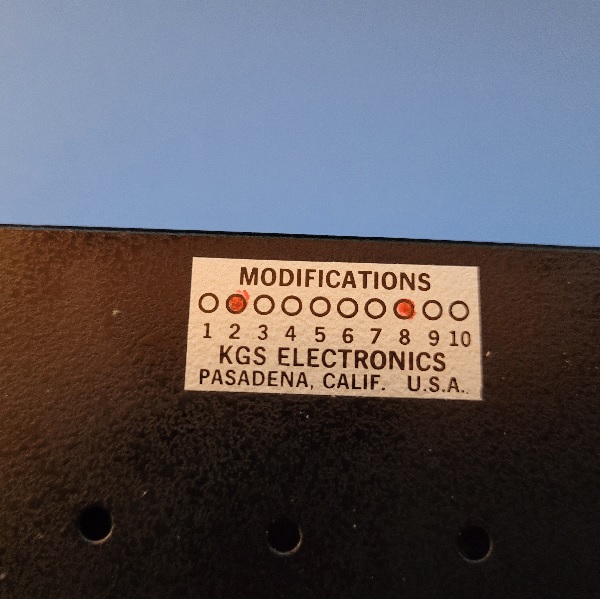 MODIFICATIONS
1 2 3 4 5 6 7 8 9 10
KGS ELECTRONICS
PASADENA, CALIF. U.S.A.